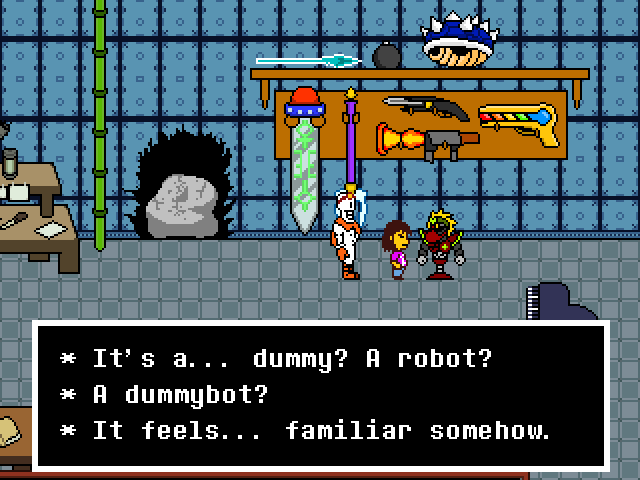 * It's a... dummy? A robot?
* A dummybot?
* It feels... familiar somehow.